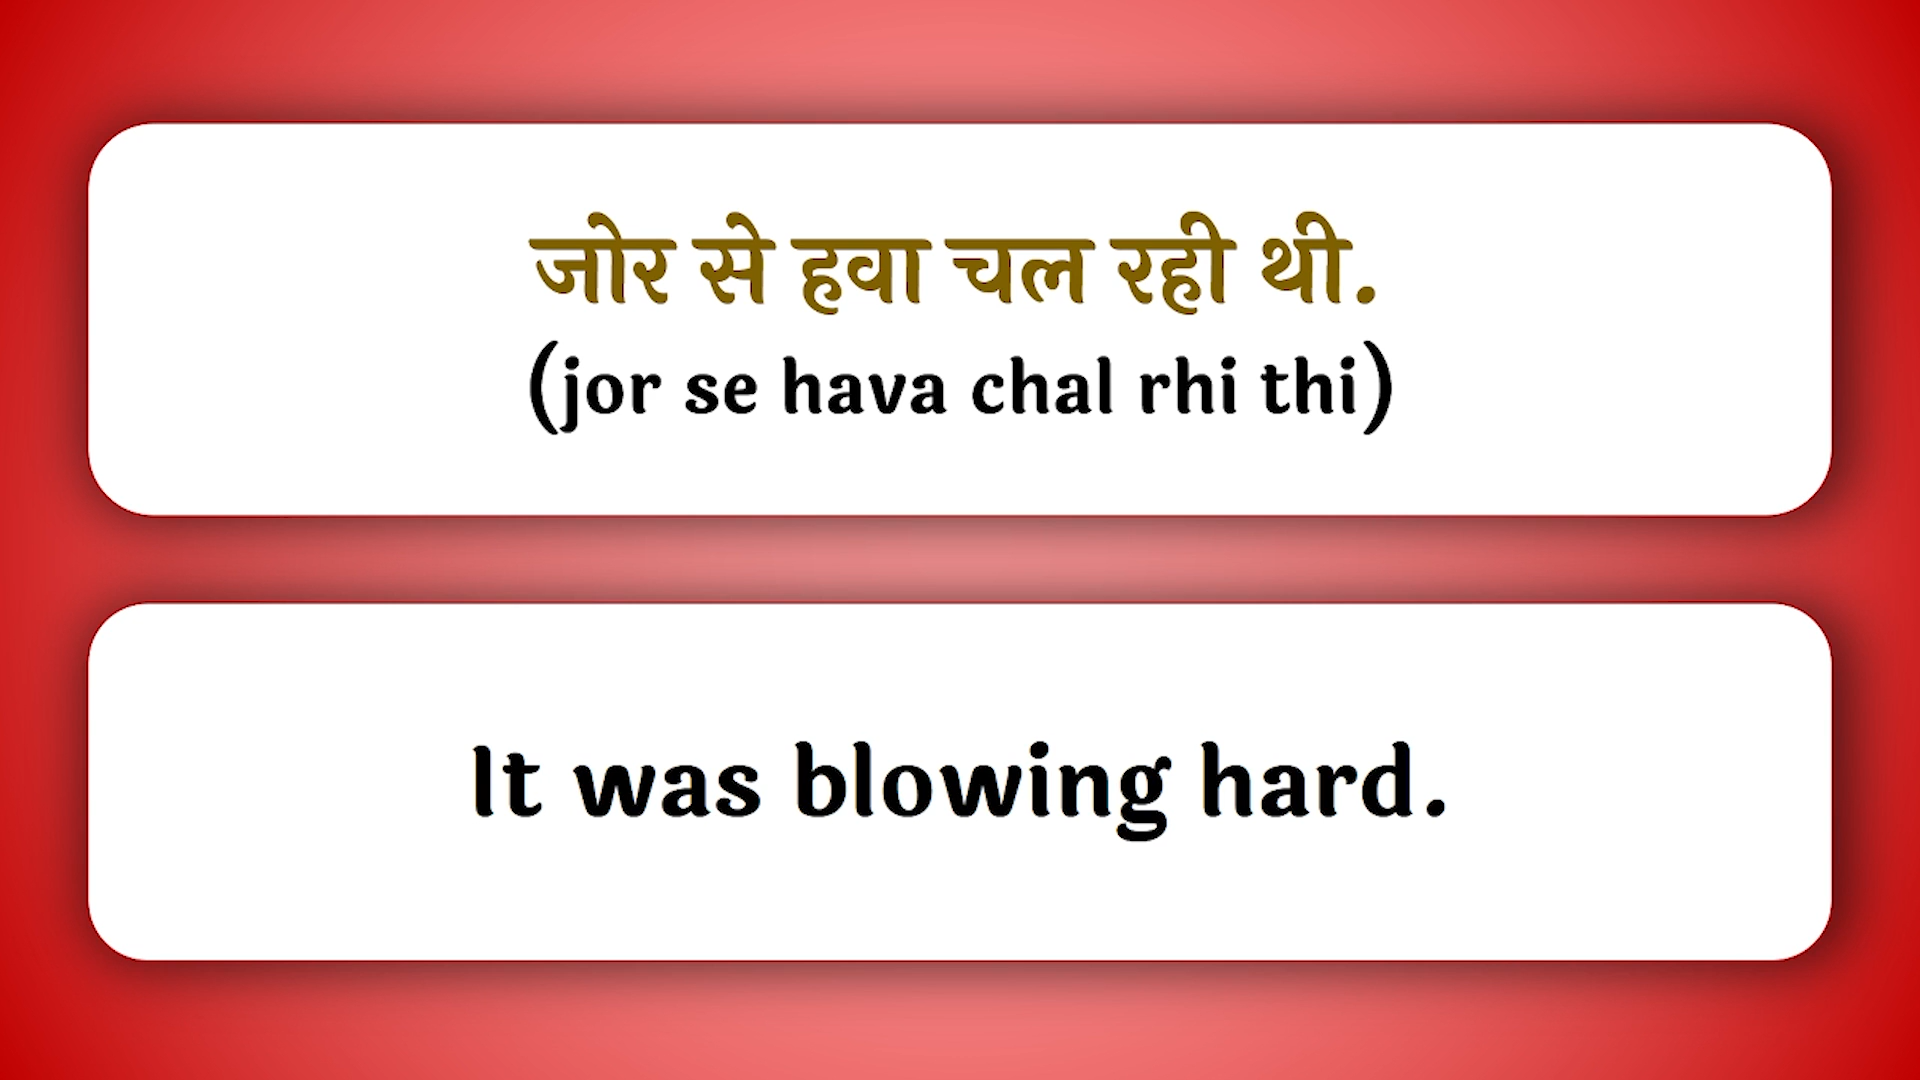 जोर से हवा चल रही थी.
(jor se hava chal rhi thi)
It was blowing hard.